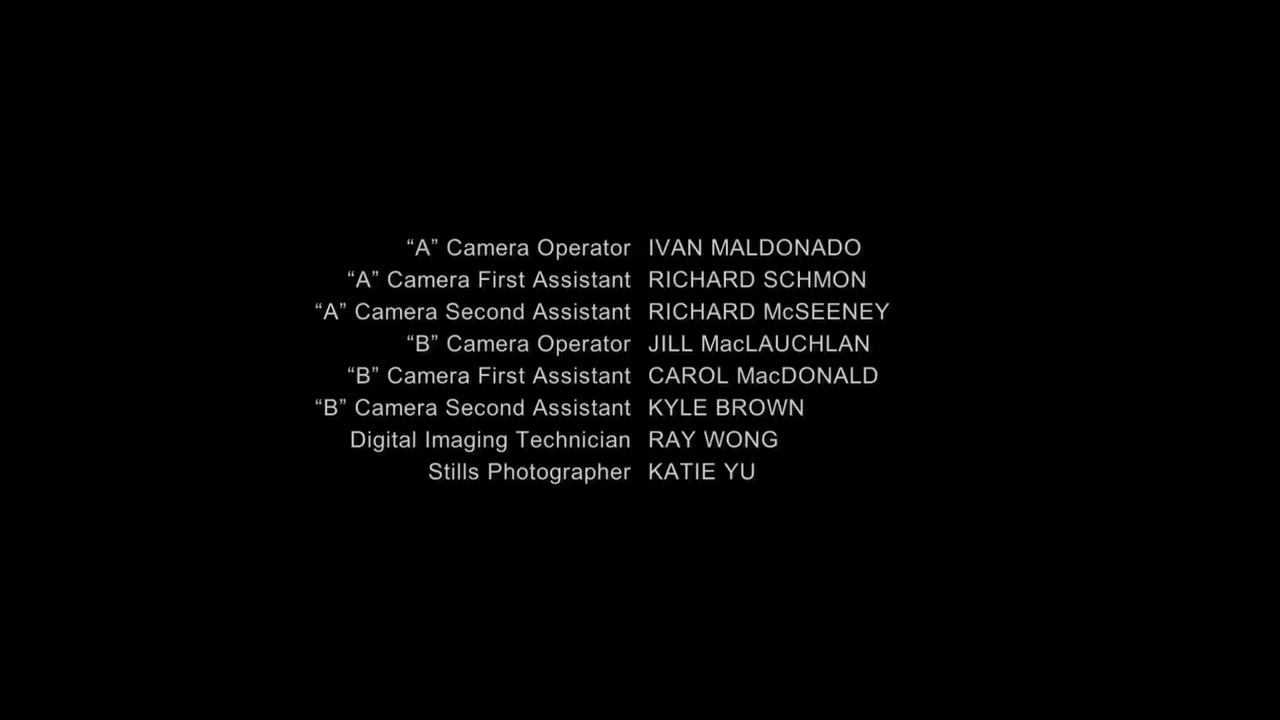 “A” Camera Operator IVAN MALDONADO
“A” Camera First Assistant RICHARD SCHMON
“A” Camera Second Assistant RICHARD McSEENEY
“B” Camera Operator JILL MacLAUCHLAN
“B” Camera First Assistant CAROL MacDONALD
“B” Camera Second Assistant KYLE BROWN
Digital Imaging Technician RAY WONG
Stills Photographer KATIE YU